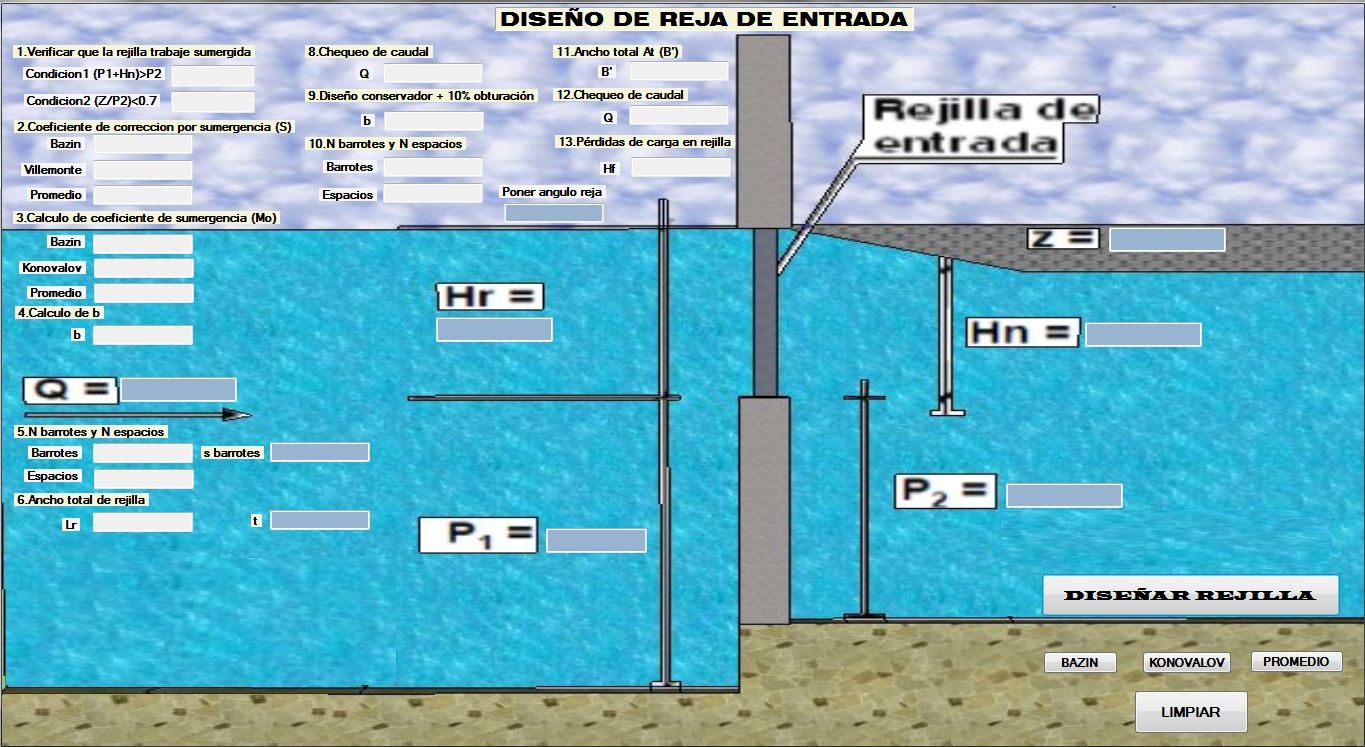 DISEÑO DE REJA DE ENTRADA
1.Verificar que la rejilla trabaje sumergida
Condicion1 (P1+Hn)>P2
Condicion2 (Z/P2)<0.7
2.Coeficiente de correccion por sumergencia (S)
Bazin
Villemonte
Promedio
3.Calculo de coeficiente de sumergencia (Mo)
Bazin
Konovalov
Promedio
4.Calculo de b
b
Q =
5.N barrotes y N espacios
Barrotes
s barrotes
Espacios
6.Ancho total de rejilla
Lr
t
8.Chequeo de caudal
Q
9.Diseño conservador + 10% obturación
b
10.N barrotes y N espacios
Barrotes
Espacios
11.Ancho total At (B')
B'
12.Chequeo de caudal
Q
13.Pérdidas de carga en rejilla
Hf
Poner angulo reja
Rejilla de
entrada
z =
Hr =
Hn =
P1 =
P2 =
DISEÑAR REJILLA
BAZIN
KONOVALOV
PROMEDIO
LIMPIAR